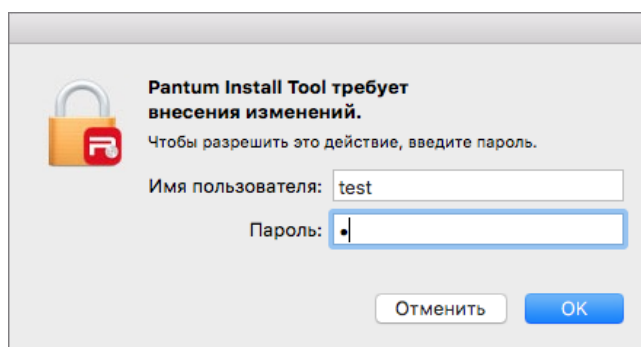 Pantum Install Tool требует
внесения изменений.
Чтобы разрешить это действие, введите пароль.
Имя пользователя: test
Пароль: •
Отменить OK